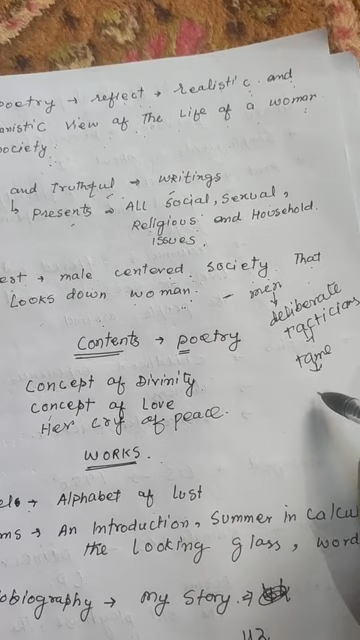 poetry → reflect → realistic and
anistic view of the life of a woman
society.
and Truthful → writings
↳ presents → All social, sexual,
Religious and Household
issues.
est → male centered society That
Looks down woman. - men
↓
deliberate
tacticians
↓
tame
Contents → poetry
Concept of Divinity.
Concept of Love
Her cry of peace.
WORKS.
els → Alphabet of Lust
ms → An Introduction, Summer in Calcu
the looking glass, word
obiography → My Story →